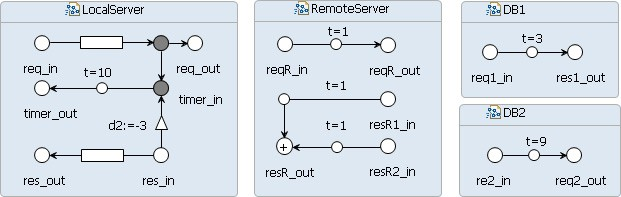 LocalServer
req_in
req_out
t=10
timer_out
timer_in
d2:=-3
res_out
res_in
RemoteServer
t=1
reqR_in
reqR_out
t=1
resR1_in
t=1
+
resR_out
resR2_in
DB1
t=3
req1_in
res1_out
DB2
t=9
re2_in
req2_out